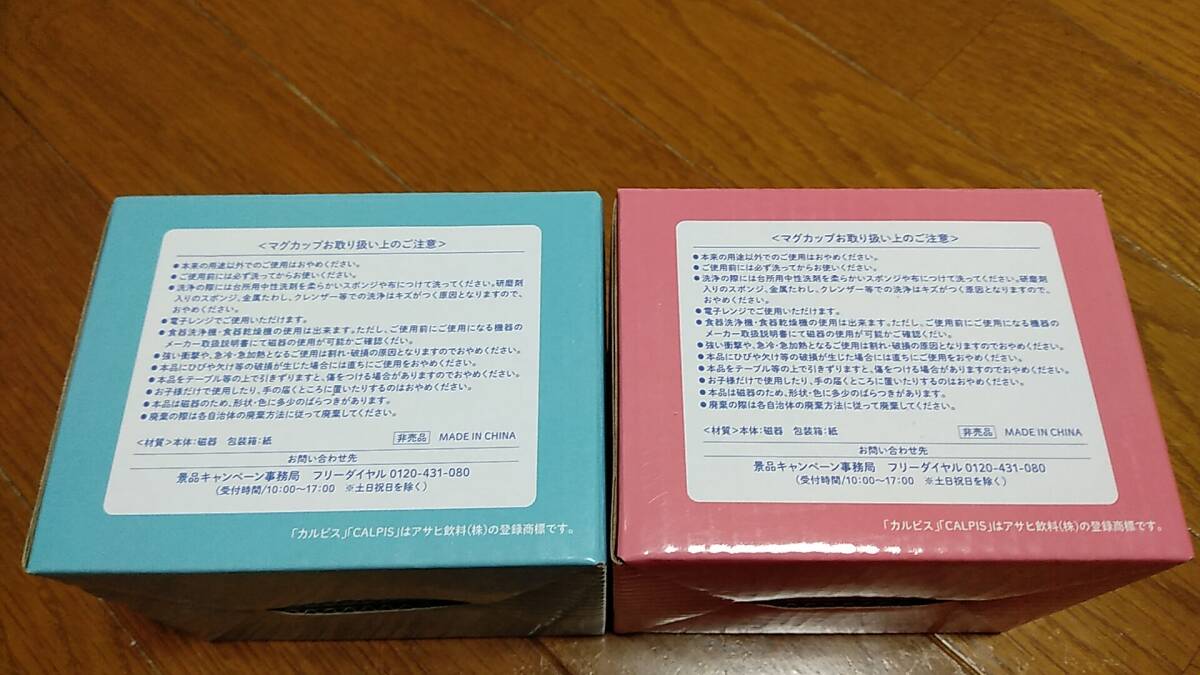 <マグカップお取り扱い上のご注意>
●本来の用途以外でのご使用はおやめください。
●ご使用前には必ず洗ってからお使いください。
●洗浄の際には台所用中性洗剤を柔らかいスポンジや布につけて洗ってください。研磨剤
入りのスポンジ、金属たわし、クレンザー等での洗浄はキズがつく原因となりますので、
おやめください。
●電子レンジでご使用いただけます。
●食器洗浄機・食器乾燥機の使用は出来ます。ただし、ご使用前にご使用になる機器の
メーカー取扱説明書にて磁器の使用が可能かご確認ください。
●強い衝撃や、急冷・急加熱となるご使用は割れ・破損の原因となりますのでおやめください。
●本品にひびや欠け等の破損が生じた場合には直ちにご使用をおやめください。
●本品をテーブル等の上で引きずりますと、傷をつける場合がありますのでおやめください。
●お子様だけで使用したり、手の届くところに置いたりするのはおやめください。
●本品は磁器のため、形状・色に多少のばらつきがあります。
●廃棄の際は各自治体の廃棄方法に従って廃棄してください。
<材質>本体:磁器 包装箱:紙 非売品 MADE IN CHINA
お問い合わせ先
景品キャンペーン事務局 フリーダイヤル 0120-431-080
(受付時間/10:00〜17:00 ※土日祝日を除く)
「カルピス」「CALPIS」はアサヒ飲料(株)の登録商標です。
<マグカップお取り扱い上のご注意>
●本来の用途以外でのご使用はおやめください。
●ご使用前には必ず洗ってからお使いください。
●洗浄の際には台所用中性洗剤を柔らかいスポンジや布につけて洗ってください。研磨剤
入りのスポンジ、金属たわし、クレンザー等での洗浄はキズがつく原因となりますので、
おやめください。
●電子レンジでご使用いただけます。
●食器洗浄機・食器乾燥機の使用は出来ます。ただし、ご使用前にご使用になる機器の
メーカー取扱説明書にて磁器の使用が可能かご確認ください。
●強い衝撃や、急冷・急加熱となるご使用は割れ・破損の原因となりますのでおやめください。
●本品にひびや欠け等の破損が生じた場合には直ちにご使用をおやめください。
●本品をテーブル等の上で引きずりますと、傷をつける場合がありますのでおやめください。
●お子様だけで使用したり、手の届くところに置いたりするのはおやめください。
●本品は磁器のため、形状・色に多少のばらつきがあります。
●廃棄の際は各自治体の廃棄方法に従って廃棄してください。
<材質>本体:磁器 包装箱:紙 非売品 MADE IN CHINA
お問い合わせ先
景品キャンペーン事務局 フリーダイヤル 0120-431-080
(受付時間/10:00〜17:00 ※土日祝日を除く)
「カルピス」「CALPIS」はアサヒ飲料(株)の登録商標です。